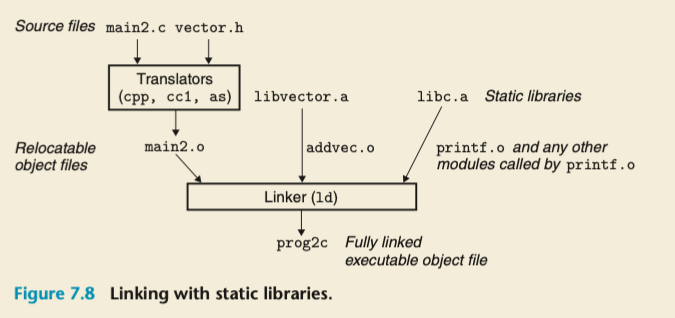 Source files main2.c vector.h
Translators
(cpp, cc1, as)
libvector.a
libc.a Static libraries
Relocatable
object files
main2.o
addvec.o
printf.o and any other
modules called by printf.o
Linker (ld)
prog2c Fully linked
executable object file
Figure 7.8 Linking with static libraries.